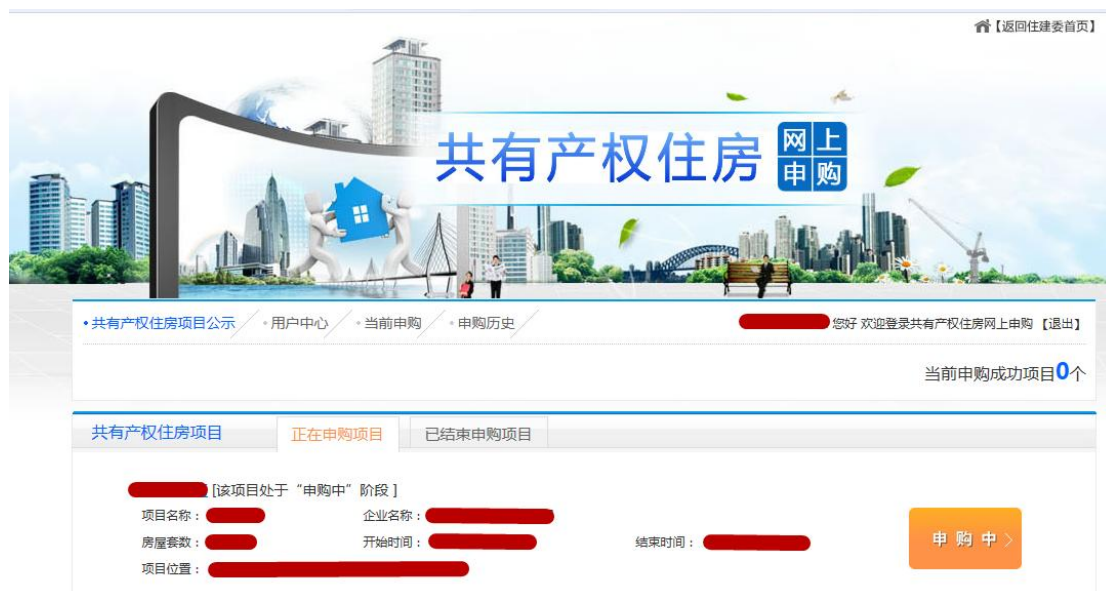 【返回住建委首页】
共有产权住房 网上申购
共有产权住房项目公示 用户中心 当前申购 申购历史 您好 欢迎登录共有产权住房网上申购 【退出】
当前申购成功项目0个
共有产权住房项目 正在申购项目 已结束申购项目
[该项目处于“申购中”阶段 ]
项目名称： 企业名称：
房屋套数： 开始时间： 结束时间： 申购中
项目位置：